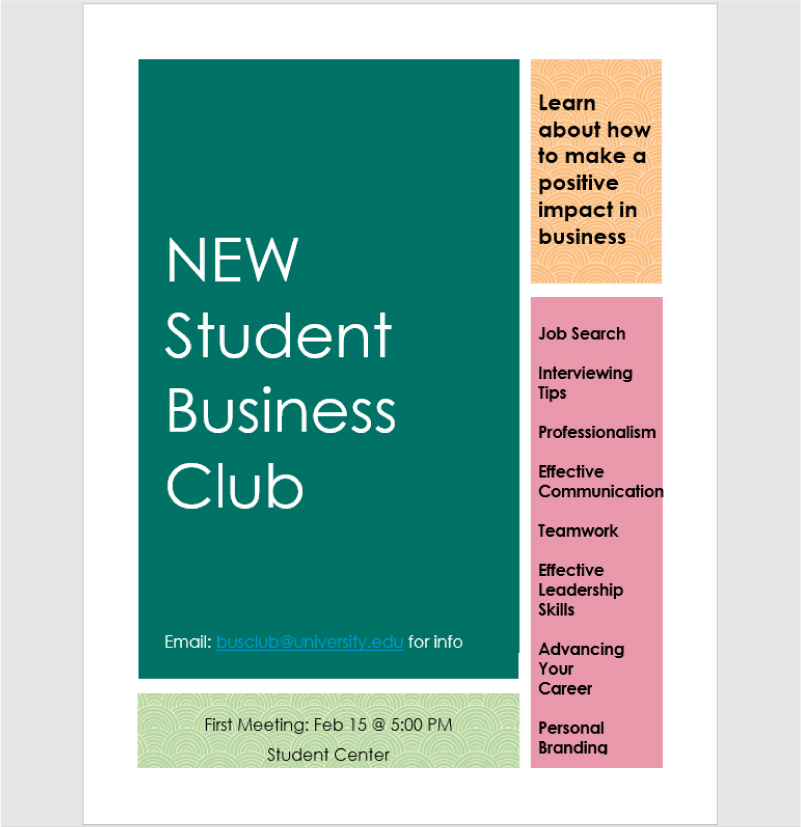 NEW
Student
Business
Club
Email: busclub@university.edu for info
First Meeting: Feb 15 @ 5:00 PM
Student Center
Learn
about how
to make a
positive
impact in
business
Job Search
Interviewing
Tips
Professionalism
Effective
Communication
Teamwork
Effective
Leadership
Skills
Advancing
Your
Career
Personal
Branding